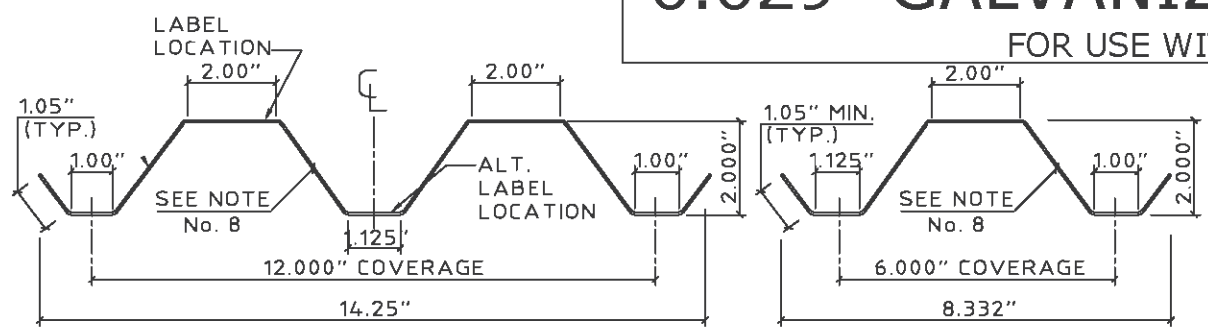 GALVANIZ
FOR USE WI
LABEL
LOCATION
2.00"
2.00"
2.00"
1.05"
(TYP.)
1.00"
SEE NOTE
No. 8
1.125"
ALT.
LABEL
LOCATION
1.00"
2.000"
12.000" COVERAGE
14.25"
1.05" MIN.
(TYP.)
1.125"
SEE NOTE
No. 8
1.00"
2.000"
6.000" COVERAGE
8.332"